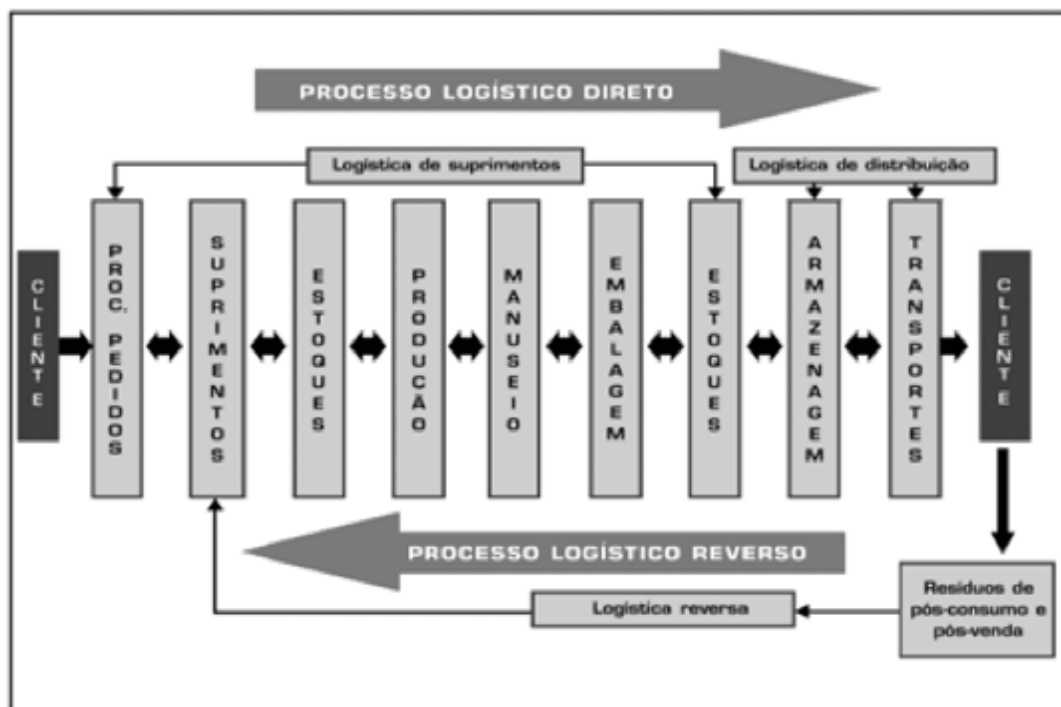 PROCESSO LOGÍSTICO DIRETO
Logística de suprimentos
Logística de distribuição
CLIENTE
PROC. PEDIDOS
SUPRIMENTOS
ESTOQUES
PRODUCÃO
MANUSEIO
EMBALAGEM
ESTOQUES
ARMAZENAGEM
TRANSPORTES
CLIENTE
PROCESSO LOGÍSTICO REVERSO
Logística reversa
Resíduos de
pós-consumo e
pós-venda